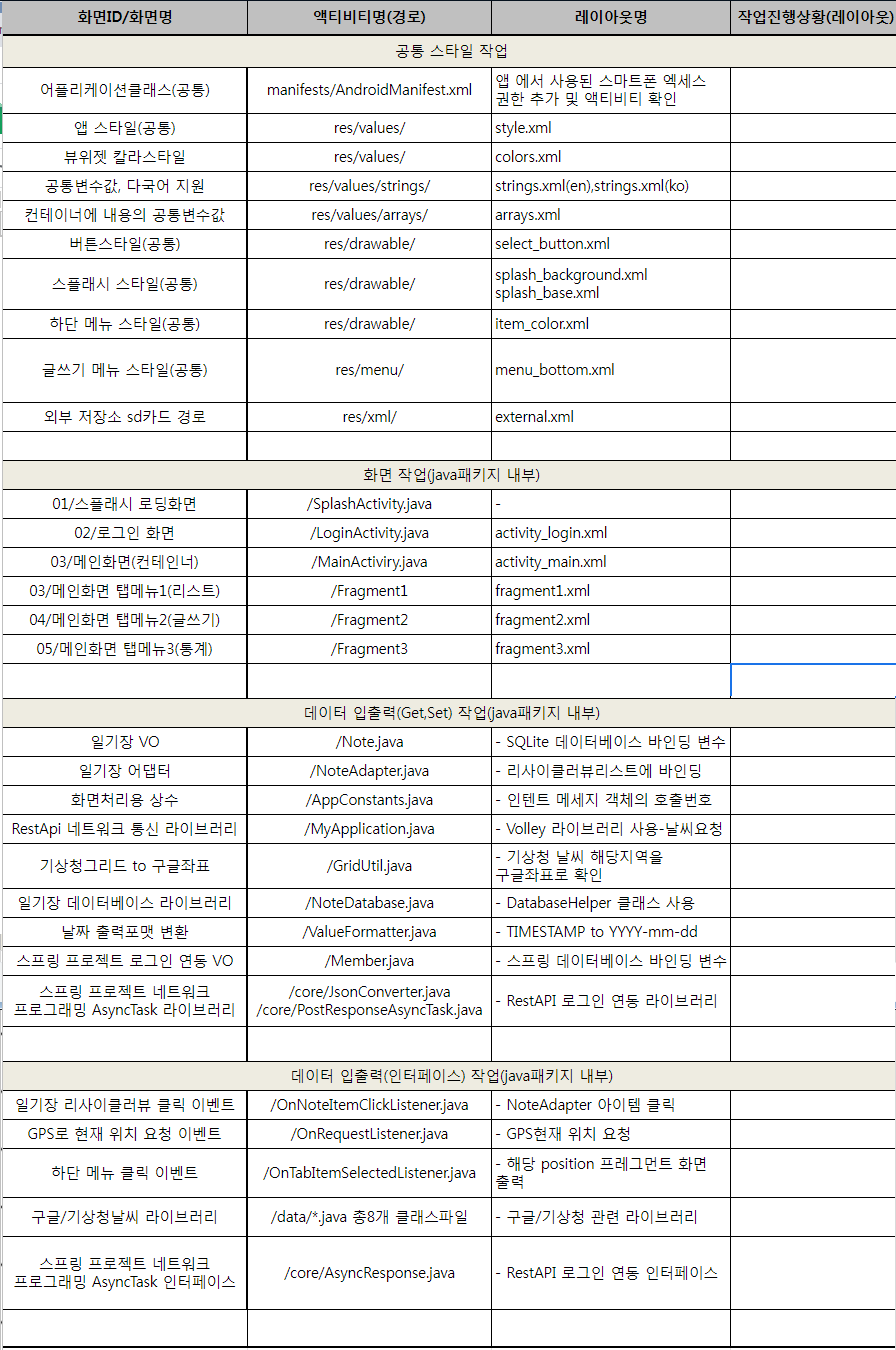 화면ID/화면명 액티비티명(경로) 레이아웃명 작업진행상황(레이아웃)
공통 스타일 작업
어플리케이션클래스(공통) manifests/AndroidManifest.xml 앱 에서 사용된 스마트폰 엑세스
권한 추가 및 액티비티 확인
앱 스타일(공통) res/values/ style.xml
뷰위젯 칼라스타일 res/values/ colors.xml
공통변수값, 다국어 지원 res/values/strings/ strings.xml(en),strings.xml(ko)
컨테이너에 내용의 공통변수값 res/values/arrays/ arrays.xml
버튼스타일(공통) res/drawable/ select_button.xml
스플래시 스타일(공통) res/drawable/ splash_background.xml
splash_base.xml
하단 메뉴 스타일(공통) res/drawable/ item_color.xml
글쓰기 메뉴 스타일(공통) res/menu/ menu_bottom.xml
외부 저장소 sd카드 경로 res/xml/ external.xml
화면 작업(java패키지 내부)
01/스플래시 로딩화면 /SplashActivity.java -
02/로그인 화면 /LoginActivity.java activity_login.xml
03/메인화면(컨테인너) /MainActiviry.java activity_main.xml
03/메인화면 탭메뉴1(리스트) /Fragment1 fragment1.xml
04/메인화면 탭메뉴2(글쓰기) /Fragment2 fragment2.xml
05/메인화면 탭메뉴3(통계) /Fragment3 fragment3.xml
데이터 입출력(Get,Set) 작업(java패키지 내부)
일기장 VO /Note.java - SQLite 데이터베이스 바인딩 변수
일기장 어댑터 /NoteAdapter.java - 리사이클러뷰리스트에 바인딩
화면처리용 상수 /AppConstants.java - 인텐트 메세지 객체의 호출번호
RestApi 네트워크 통신 라이브러리 /MyApplication.java - Volley 라이브러리 사용-날씨요청
기상청그리드 to 구글좌표 /GridUtil.java - 기상청 날씨 해당지역을
구글좌표로 확인
일기장 데이터베이스 라이브러리 /NoteDatabase.java - DatabaseHelper 클래스 사용
날짜 출력포맷 변환 /ValueFormatter.java - TIMESTAMP to YYYY-mm-dd
스프링 프로젝트 로그인 연동 VO /Member.java - 스프링 데이터베이스 바인딩 변수
스프링 프로젝트 네트워크
프로그래밍 AsyncTask 라이브러리 /core/JsonConverter.java
/core/PostResponseAsyncTask.java - RestAPI 로그인 연동 라이브러리
데이터 입출력(인터페이스) 작업(java패키지 내부)
일기장 리사이클러뷰 클릭 이벤트 /OnNoteItemClickListener.java - NoteAdapter 아이템 클릭
GPS로 현재 위치 요청 이벤트 /OnRequestListener.java - GPS현재 위치 요청
하단 메뉴 클릭 이벤트 /OnTabItemSelectedListener.java - 해당 position 프레그먼트 화면
출력
구글/기상청날씨 라이브러리 /data/*.java 총8개 클래스파일 - 구글/기상청 관련 라이브러리
스프링 프로젝트 네트워크
프로그래밍 AsyncTask 인터페이스 /core/AsyncResponse.java - RestAPI 로그인 연동 인터페이스